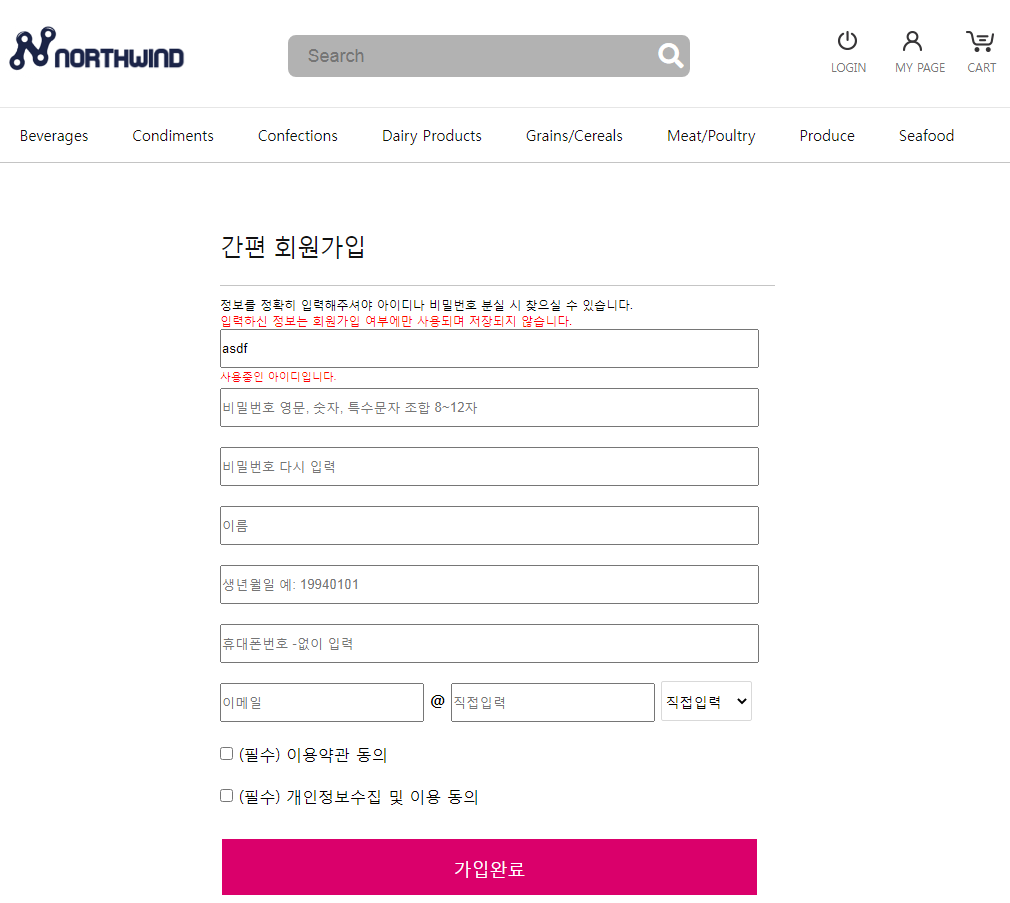 NORTHWIND
Search
LOGIN MY PAGE CART
Beverages Condiments Confections Dairy Products Grains/Cereals Meat/Poultry Produce Seafood
간편 회원가입
정보를 정확히 입력해주셔야 아이디나 비밀번호 분실 시 찾으실 수 있습니다.
입력하신 정보는 회원가입 여부에만 사용되며 저장되지 않습니다.
asdf
사용중인 아이디입니다.
비밀번호 영문, 숫자, 특수문자 조합 8~12자
비밀번호 다시 입력
이름
생년월일 예: 19940101
휴대폰번호 -없이 입력
이메일 @ 직접입력 직접입력
(필수) 이용약관 동의
(필수) 개인정보수집 및 이용 동의
가입완료